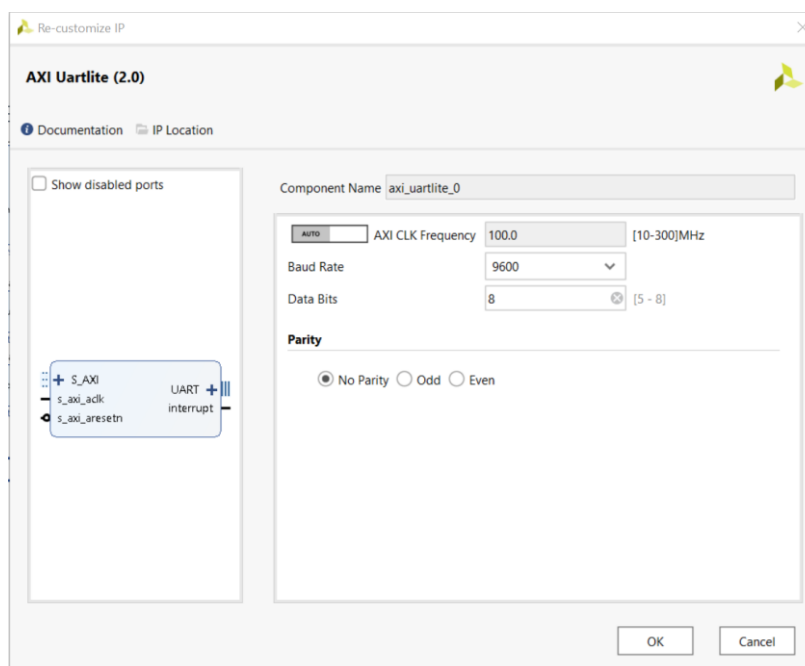 Re-customize IP
AXI Uartlite (2.0)
Documentation IP Location
Show disabled ports
S_AXI
s_axi_aclk
s_axi_aresetn
UART
interrupt
Component Name axi_uartlite_0
AUTO AXI CLK Frequency 100.0 [10-300]MHz
Baud Rate 9600
Data Bits 8 [5 - 8]
Parity
No Parity Odd Even
OK Cancel